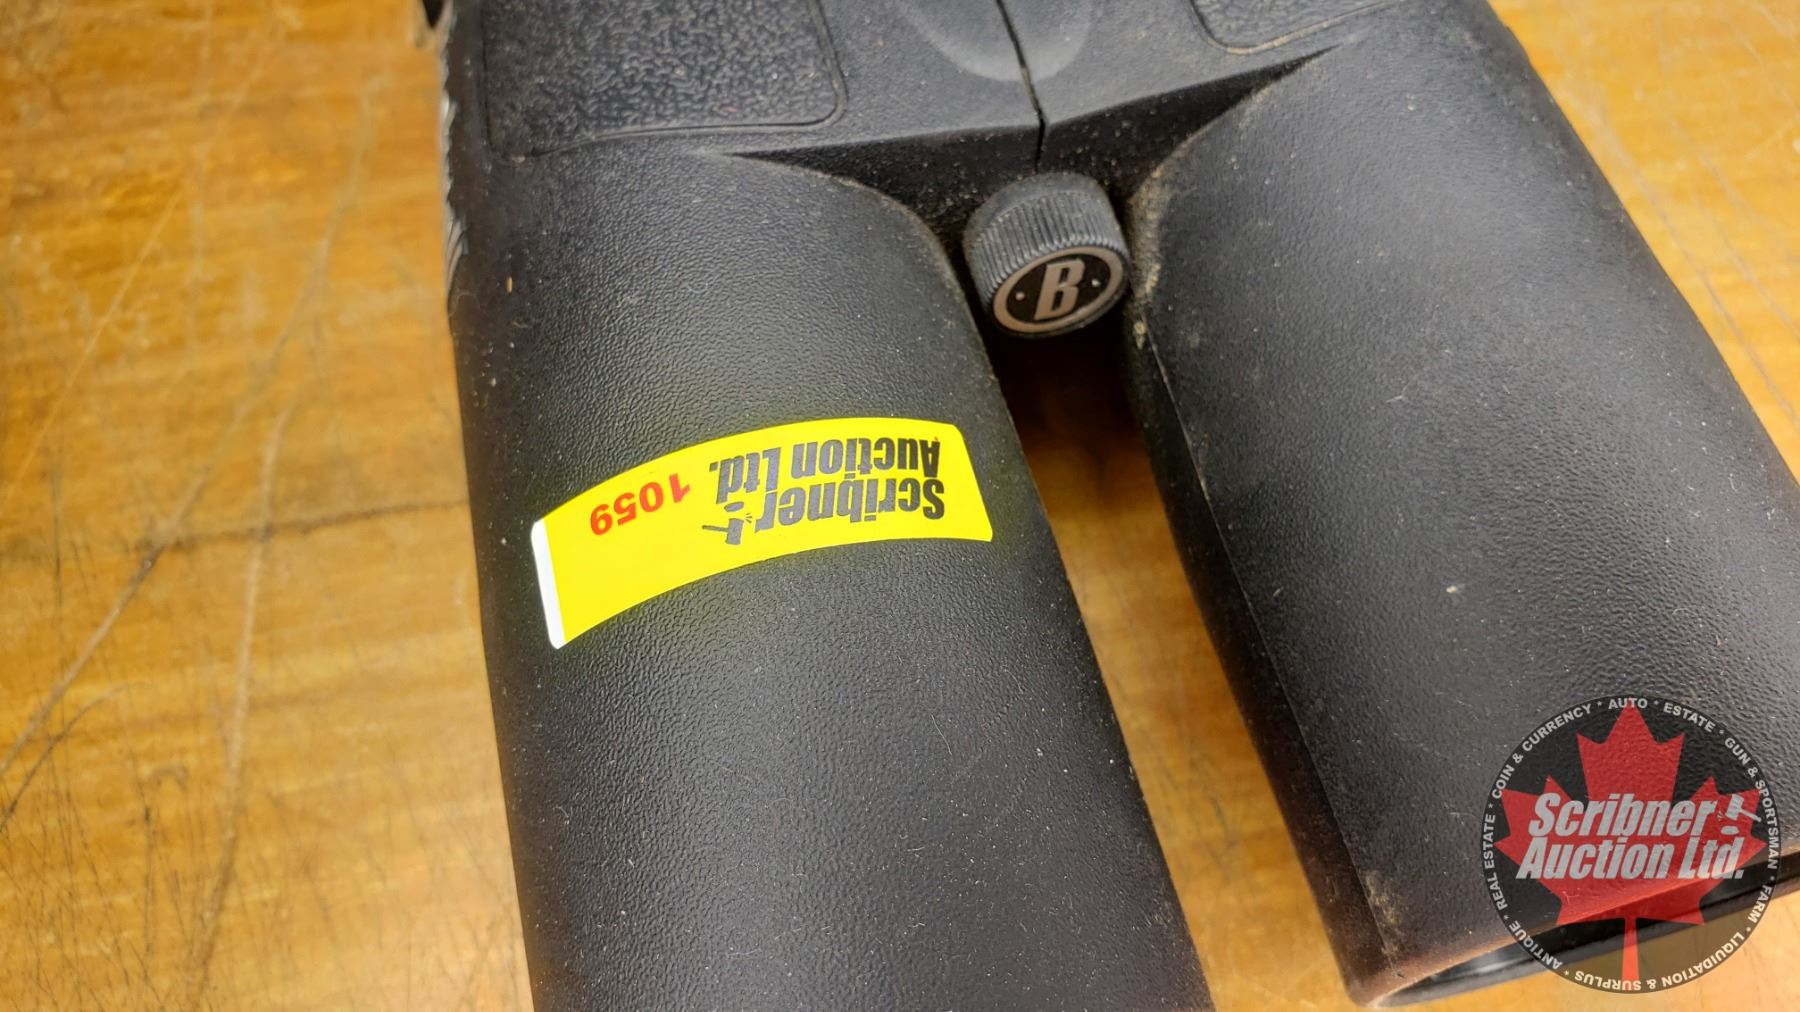 B
Scribner
Auction Ltd.
1059
ANTIQUE * REAL ESTATE * COIN & CURRENCY * AUTO * ESTATE * GUN & SPORTSMAN * FARM * LIQUIDATION & SURPLUS *
Scribner
Auction Ltd.